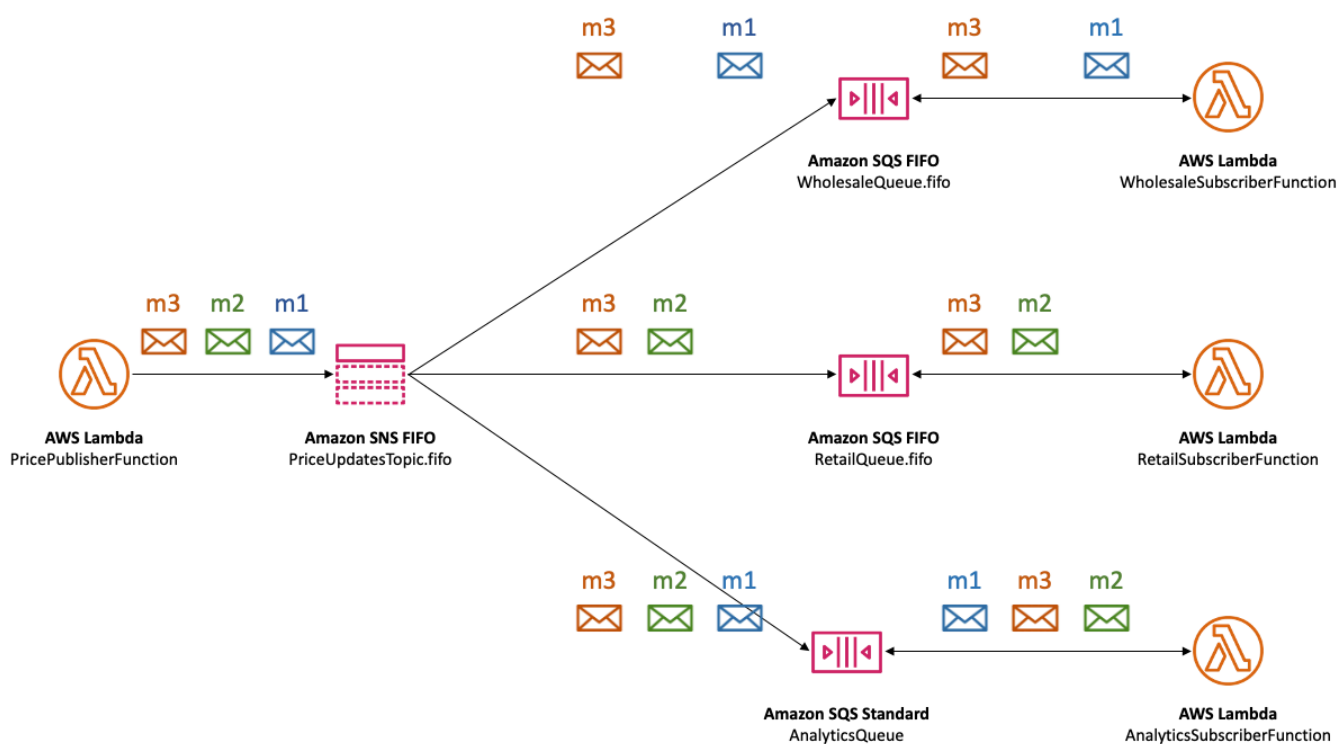 m3 m1 m3 m1
Amazon SQS FIFO
WholesaleQueue.fifo
AWS Lambda
WholesaleSubscriberFunction
m3 m2 m1
AWS Lambda
PricePublisherFunction
Amazon SNS FIFO
PriceUpdatesTopic.fifo
m3 m2 m3 m2
Amazon SQS FIFO
RetailQueue.fifo
AWS Lambda
RetailSubscriberFunction
m3 m2 m1 m1 m3 m2
Amazon SQS Standard
AnalyticsQueue
AWS Lambda
AnalyticsSubscriberFunction